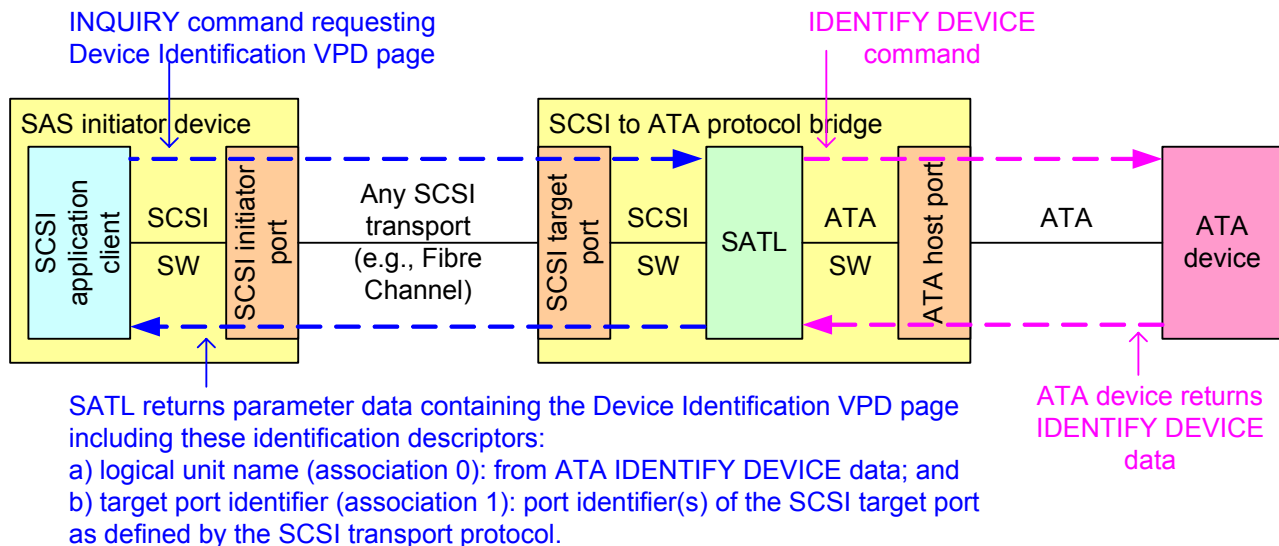 INQUIRY command requesting
Device Identification VPD page
IDENTIFY DEVICE
command
SAS initiator device
SCSI to ATA protocol bridge
SCSI
application
client
SCSI
SW
SCSI initiator
port
Any SCSI
transport
(e.g., Fibre
Channel)
SCSI target
port
SCSI
SW
SATL
ATA
SW
ATA host port
ATA
ATA
device
SATL returns parameter data containing the Device Identification VPD page
including these identification descriptors:
a) logical unit name (association 0): from ATA IDENTIFY DEVICE data; and
b) target port identifier (association 1): port identifier(s) of the SCSI target port
as defined by the SCSI transport protocol.
ATA device returns
IDENTIFY DEVICE
data